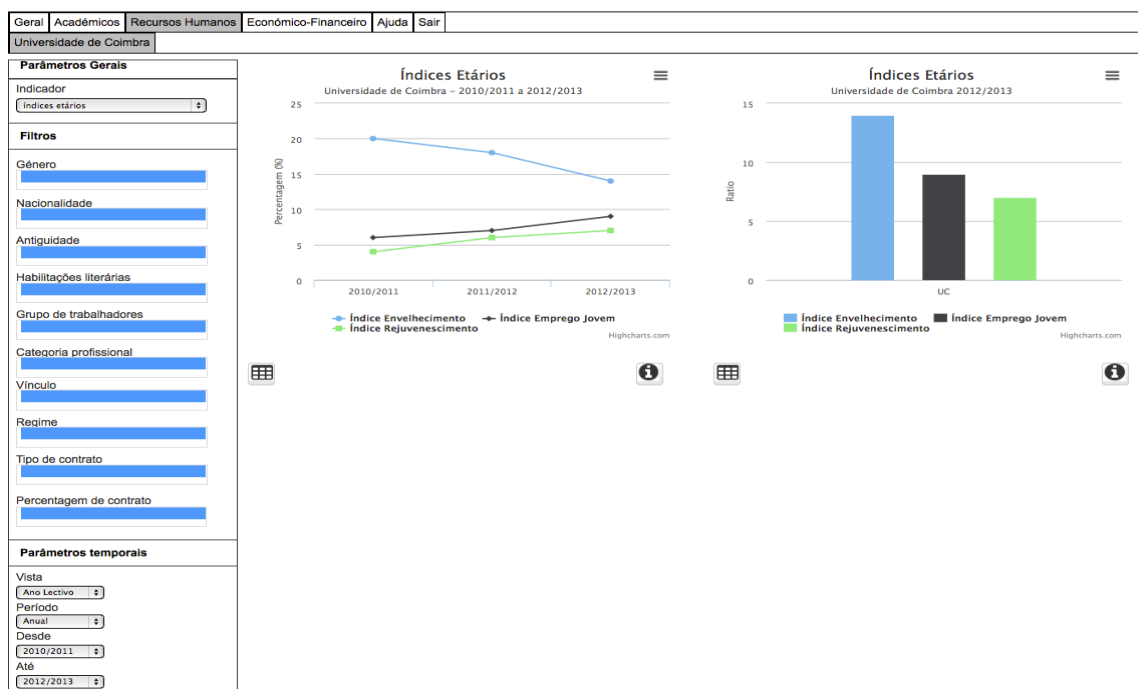 Geral Académicos Recursos Humanos Económico-Financeiro Ajuda Sair
Universidade de Coimbra
Parâmetros Gerais
Indicador
Índices etários
Filtros
Género
Nacionalidade
Antiguidade
Habilitações literárias
Grupo de trabalhadores
Categoria profissional
Vínculo
Regime
Tipo de contrato
Percentagem de contrato
Parâmetros temporais
Vista
Ano Lectivo
Período
Anual
Desde
2010/2011
Até
2012/2013
Índices Etários
Universidade de Coimbra - 2010/2011 a 2012/2013
Percentagem (%)
25
20
15
10
5
0
2010/2011 2011/2012 2012/2013
Índice Envelhecimento Índice Emprego Jovem
Índice Rejuvenescimento
Highcharts.com
Índices Etários
Universidade de Coimbra 2012/2013
Ratio
15
10
5
0
UC
Índice Envelhecimento Índice Emprego Jovem
Índice Rejuvenescimento
Highcharts.com